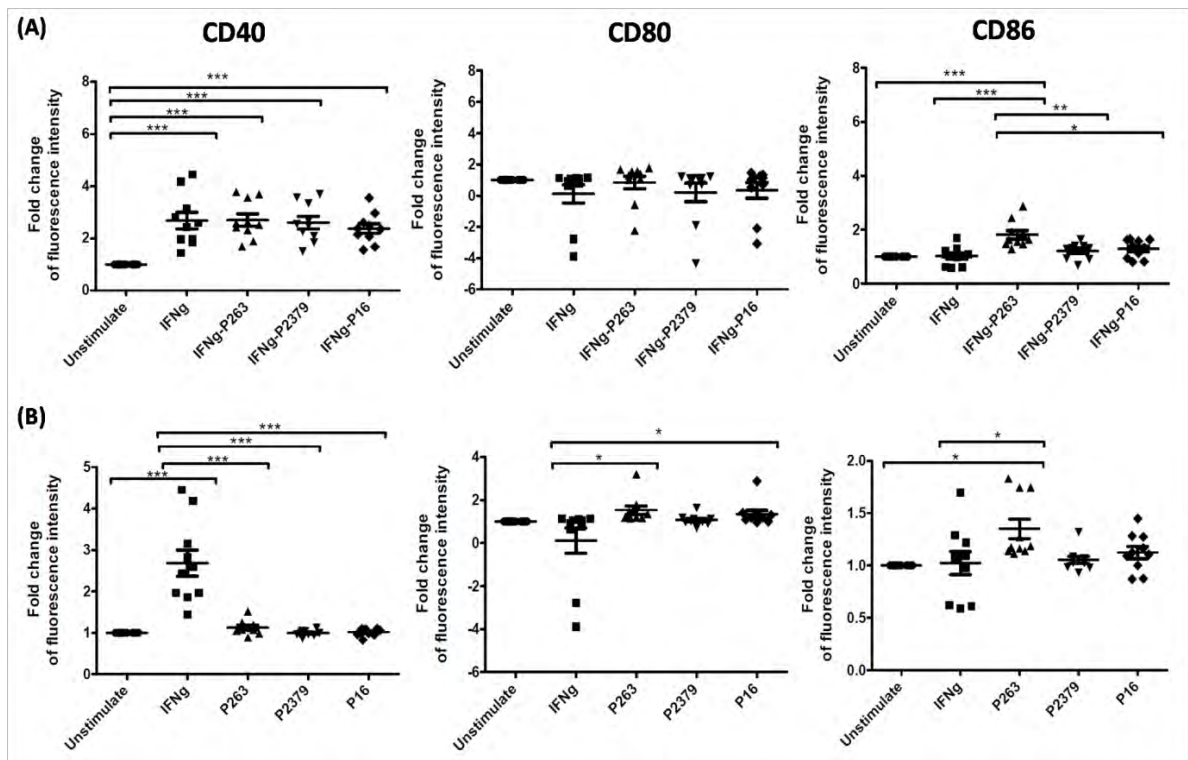 (A)
CD40
CD80
CD86
Fold change
of fluorescence intensity
8
6
4
2
0
***
***
***
***
Unstimulate
IFNg
IFNg-P263
IFNg-P2379
IFNg-P16
Fold change
of fluorescence intensity
8
6
4
2
0
-2
-4
-6
Unstimulate
IFNg
IFNg-P263
IFNg-P2379
IFNg-P16
Fold change
of fluorescence intensity
8
6
4
2
0
***
***
**
*
Unstimulate
IFNg
IFNg-P263
IFNg-P2379
IFNg-P16
(B)
Fold change
of fluorescence intensity
5
4
3
2
1
0
***
***
***
***
Unstimulate
IFNg
P263
P2379
P16
Fold change
of fluorescence intensity
4
2
0
-2
-4
-6
*
*
Unstimulate
IFNg
P263
P2379
P16
Fold change
of fluorescence intensity
2.0
1.5
1.0
0.5
0.0
*
*
Unstimulate
IFNg
P263
P2379
P16